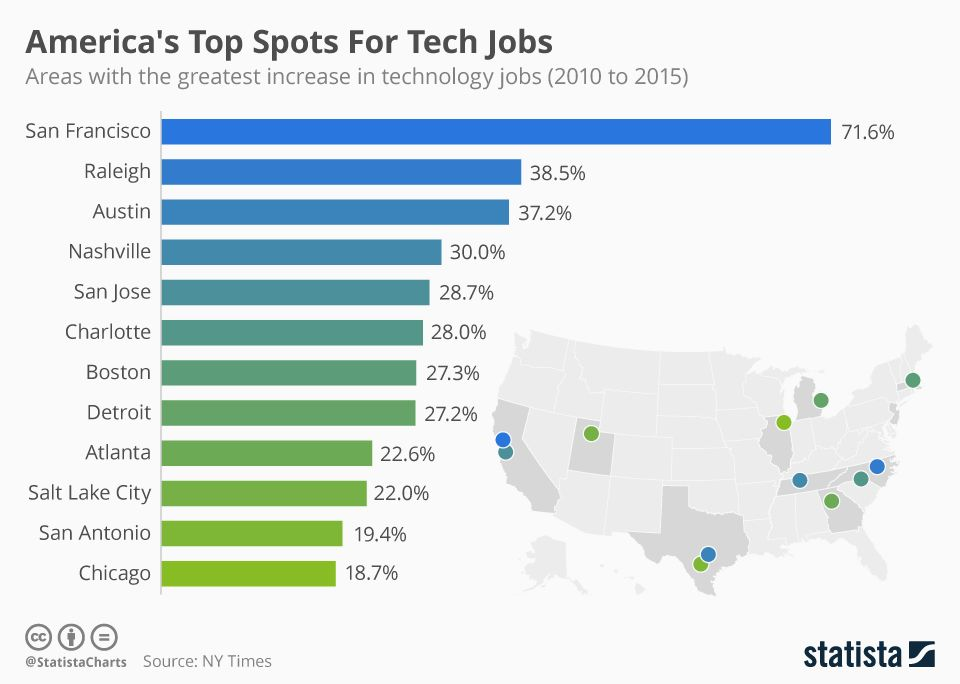 America's Top Spots For Tech Jobs
Areas with the greatest increase in technology jobs (2010 to 2015)
San Francisco 71.6%
Raleigh 38.5%
Austin 37.2%
Nashville 30.0%
San Jose 28.7%
Charlotte 28.0%
Boston 27.3%
Detroit 27.2%
Atlanta 22.6%
Salt Lake City 22.0%
San Antonio 19.4%
Chicago 18.7%
cc
@StatistaCharts Source: NY Times
statista